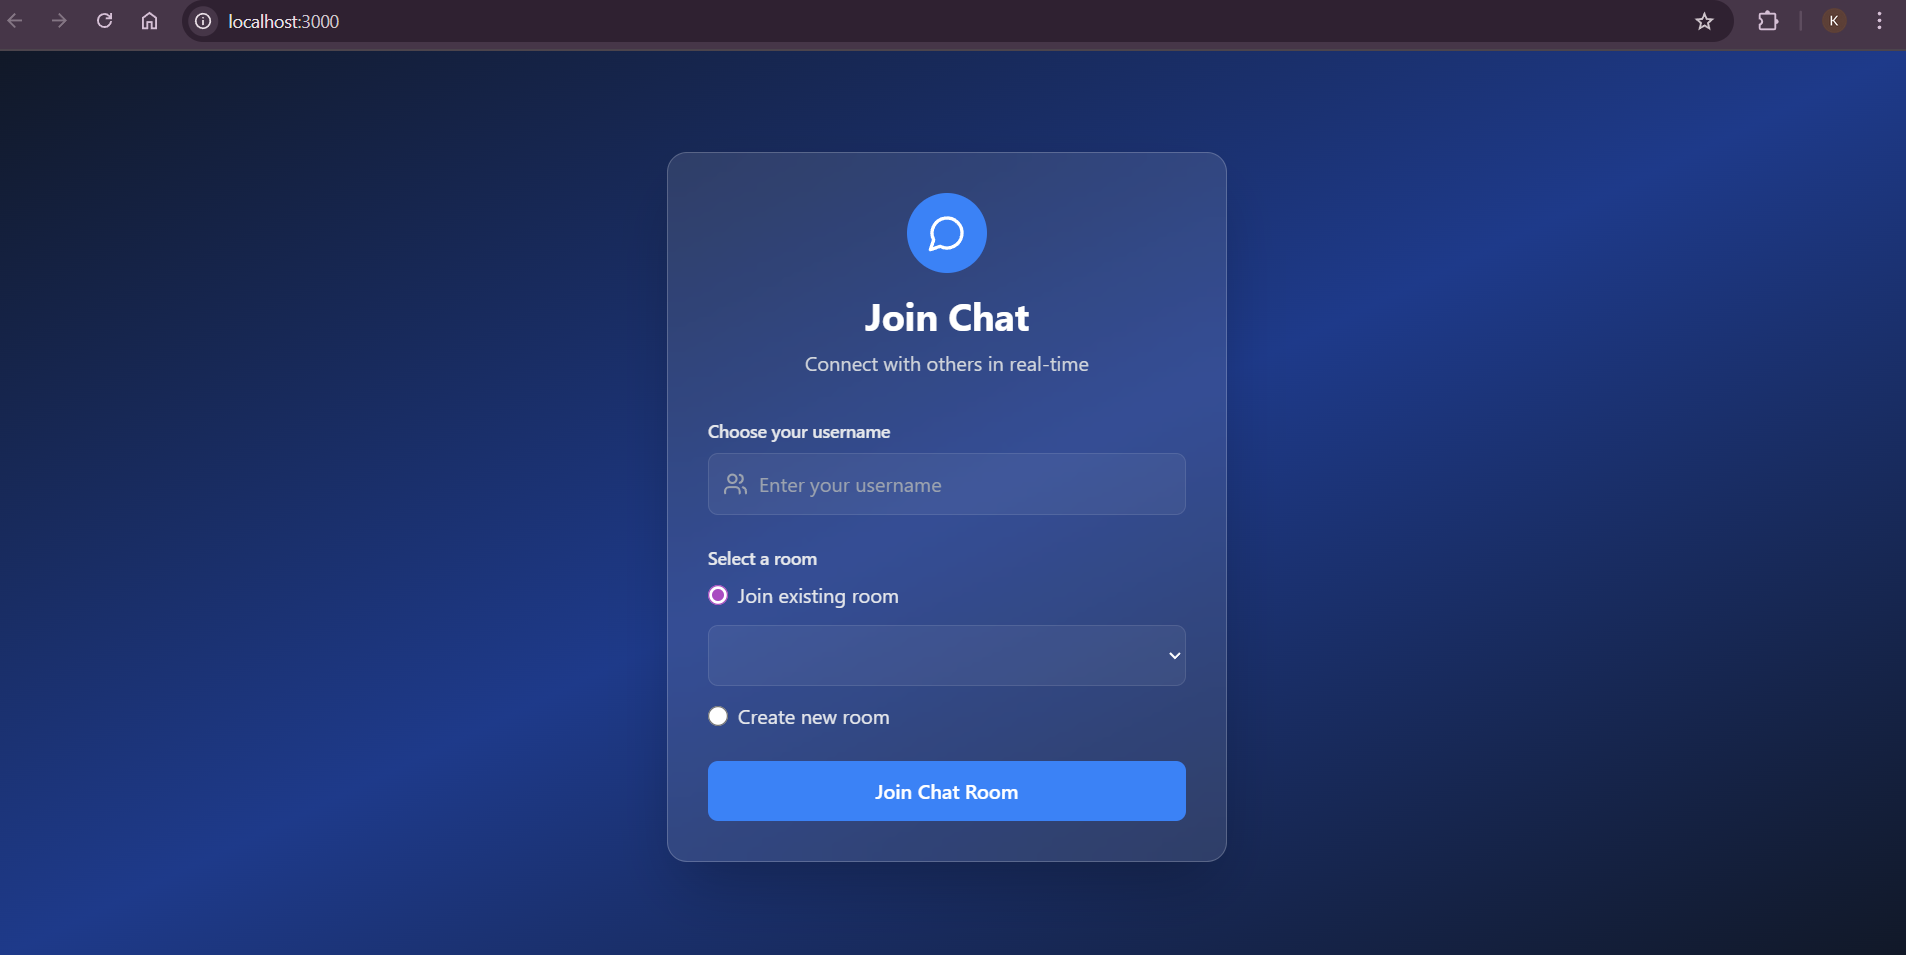 localhost:3000
K
Join Chat
Connect with others in real-time
Choose your username
Enter your username
Select a room
Join existing room
Create new room
Join Chat Room